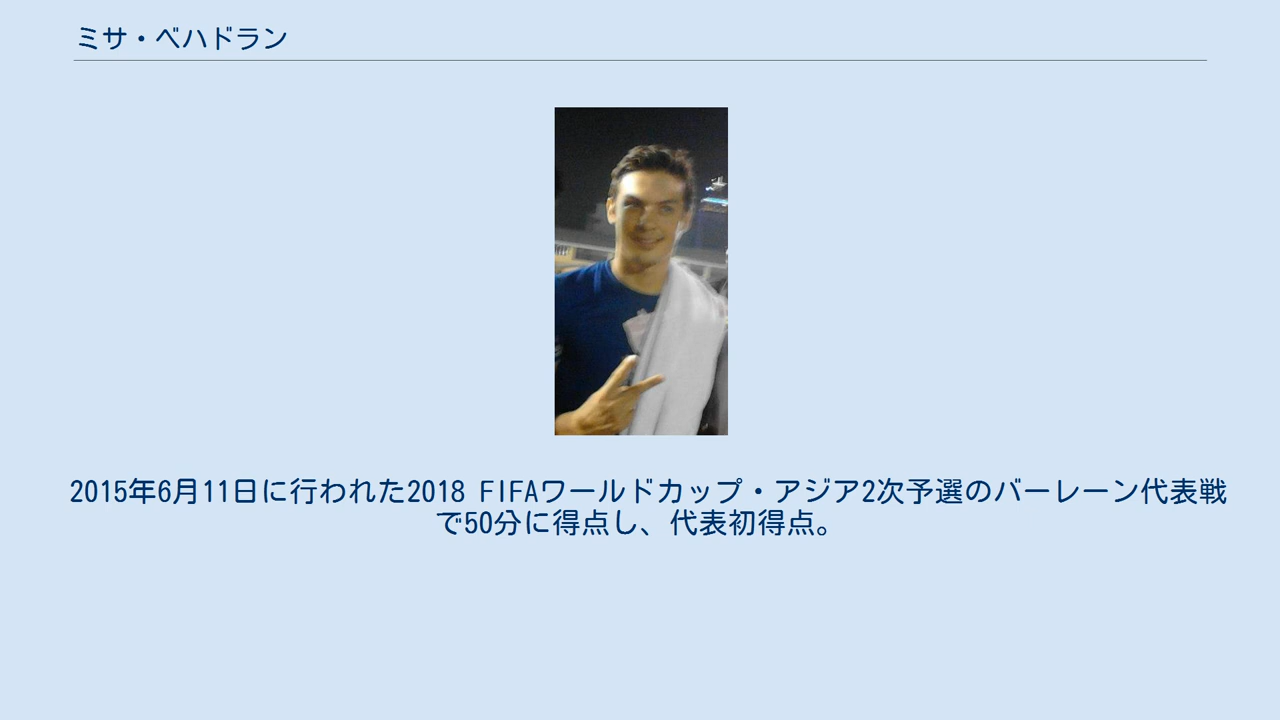 ミサ・ベハドラン
2015年6月11日に行われた2018 FIFAワールドカップ・アジア2次予選のバーレーン代表戦
で50分に得点し、代表初得点。